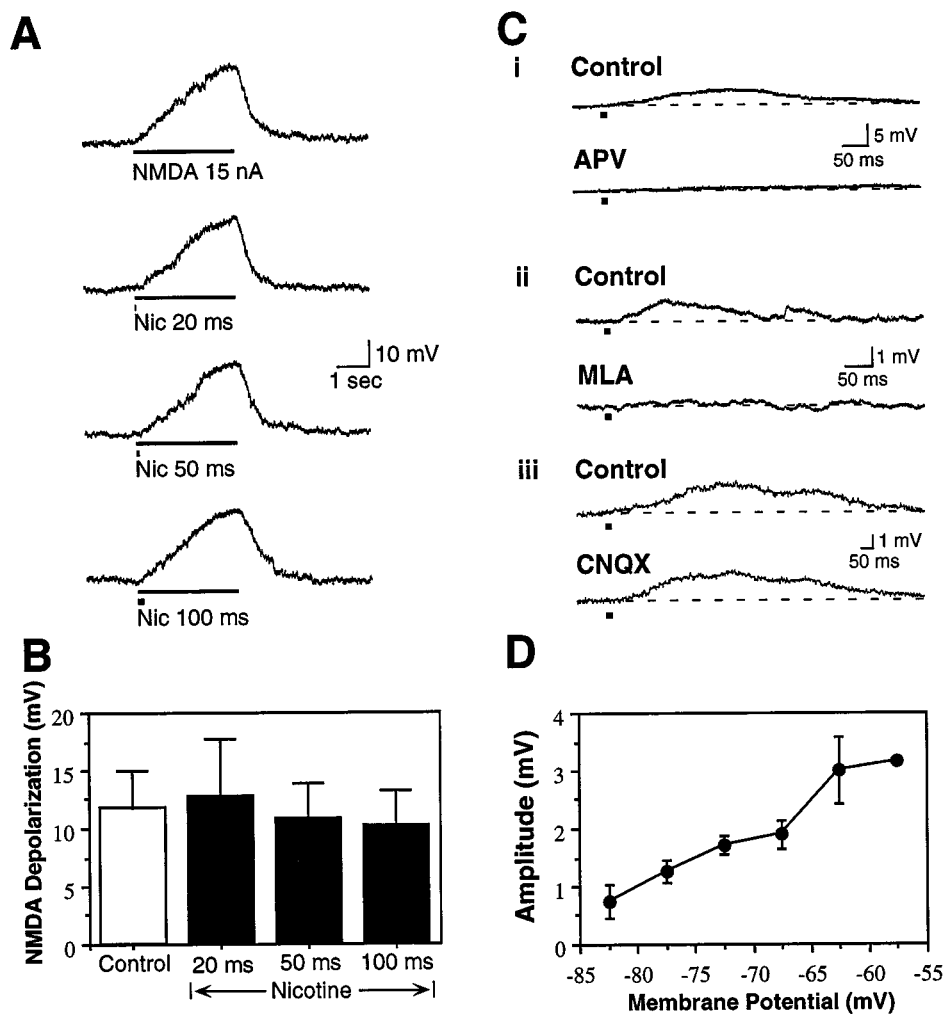 A
NMDA 15 nA
Nic 20 ms
10 mV
1 sec
Nic 50 ms
Nic 100 ms
C
i
Control
5 mV
50 ms
APV
ii
Control
1 mV
50 ms
MLA
iii
Control
1 mV
50 ms
CNQX
B
NMDA Depolarization (mV)
20
15
10
5
0
Control
20 ms
50 ms
100 ms
Nicotine
D
Amplitude (mV)
4
3
2
1
0
-85
-80
-75
-70
-65
-60
-55
Membrane Potential (mV)